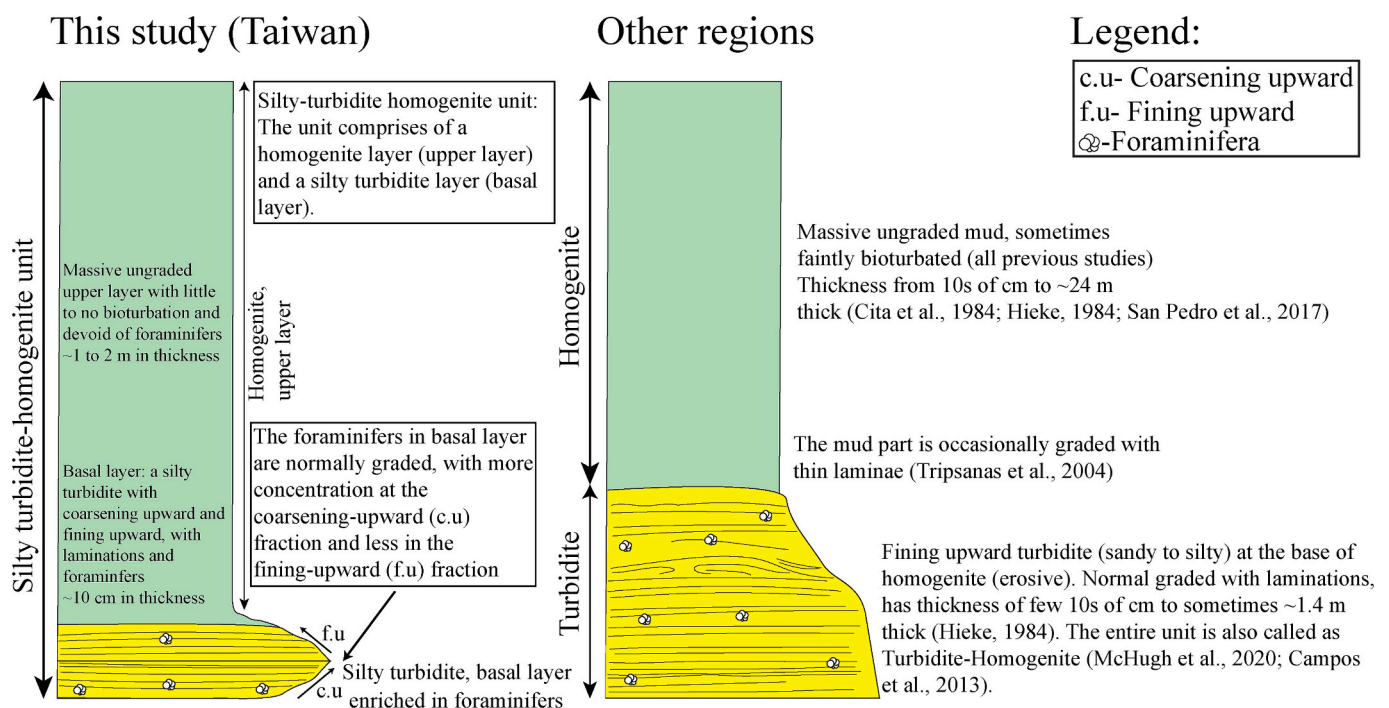 This study (Taiwan)
Other regions
Legend:
c.u- Coarsening upward
f.u- Fining upward
-Foraminifera
Silty turbidite-homogenite unit
Silty-turbidite homogenite unit:
The unit comprises of a
homogenite layer (upper layer)
and a silty turbidite layer (basal
layer).
Massive ungraded
upper layer with little
to no bioturbation and
devoid of foraminifers
~1 to 2 m in thickness
Homogenite,
upper layer
The foraminifers in basal layer
are normally graded, with more
concentration at the
coarsening-upward (c.u)
fraction and less in the
fining-upward (f.u) fraction
Basal layer: a silty
turbidite with
coarsening upward and
fining upward, with
laminations and
foraminfers
~10 cm in thickness
f.u
c.u
Silty turbidite, basal layer
enriched in foraminifers
Homogenite
Turbidite
Massive ungraded mud, sometimes
faintly bioturbated (all previous studies)
Thickness from 10s of cm to ~24 m
thick (Cita et al., 1984; Hieke, 1984; San Pedro et al., 2017)
The mud part is occasionally graded with
thin laminae (Tripsanas et al., 2004)
Fining upward turbidite (sandy to silty) at the base of
homogenite (erosive). Normal graded with laminations,
has thickness of few 10s of cm to sometimes ~1.4 m
thick (Hieke, 1984). The entire unit is also called as
Turbidite-Homogenite (McHugh et al., 2020; Campos
et al., 2013).